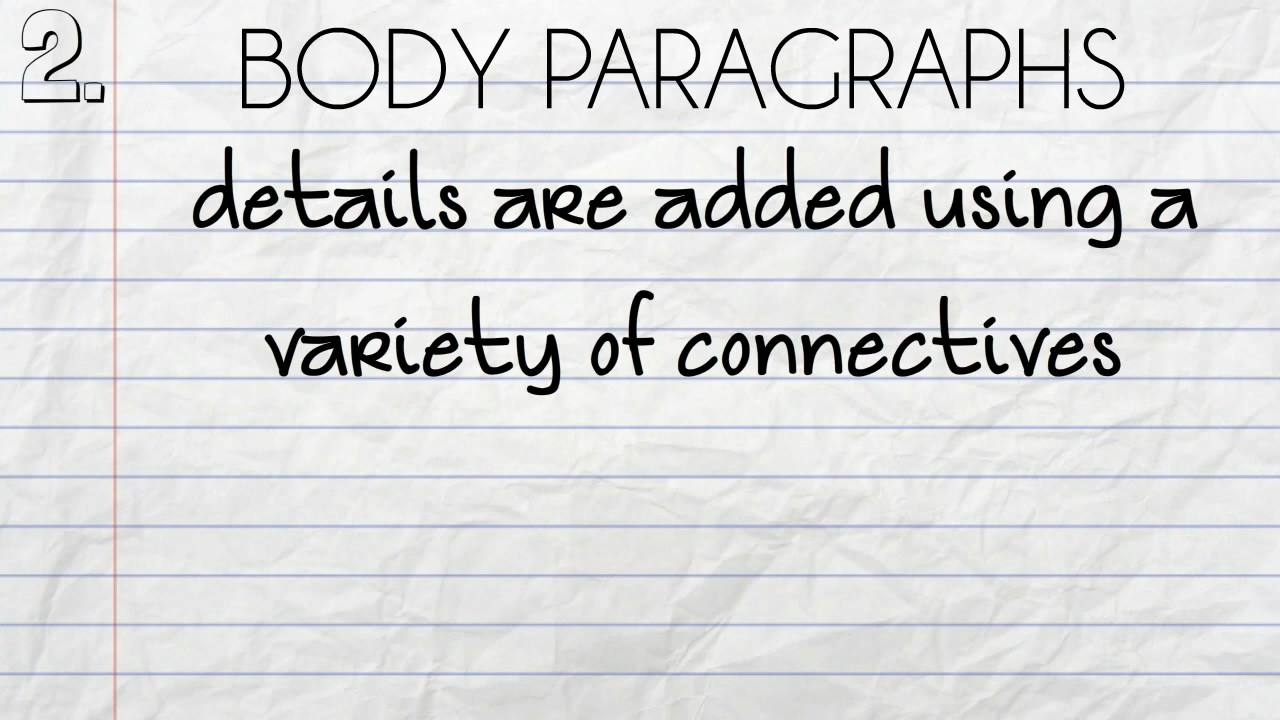 2. BODY PARAGRAPHS
details are added using a
variety of connectives